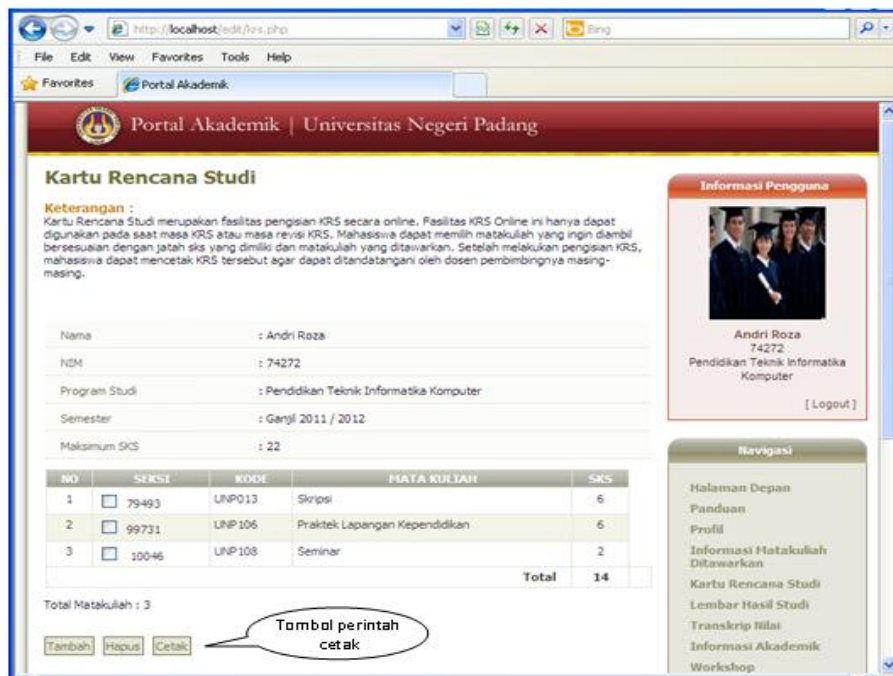 http://localhost/edit/krs.php
Bing
File Edit View Favorites Tools Help
Favorites
Portal Akademik
Portal Akademik | Universitas Negeri Padang
Kartu Rencana Studi
Keterangan :
Kartu Rencana Studi merupakan fasilitas pengisian KRS secara online. Fasilitas KRS Online ini hanya dapat
digunakan pada saat masa KRS atau masa revisi KRS. Mahasiswa dapat memilih matakuliah yang ingin diambil
bersesuaian dengan jatah sks yang dimiliki dan matakuliah yang ditawarkan. Setelah melakukan pengisian KRS,
mahasiswa dapat mencetak KRS tersebut agar dapat ditandatangani oleh dosen pembimbingnya masing-
masing.
Nama : Andri Roza
NIM : 74272
Program Studi : Pendidikan Teknik Informatika Komputer
Semester : Ganjil 2011 / 2012
Maksimum SKS : 22
NO SEKSI KODE MATA KULIAH SKS
1 79493 UNP013 Skripsi 6
2 99731 UNP106 Praktek Lapangan Kependidikan 6
3 10046 UNP108 Seminar 2
Total 14
Total Matakuliah : 3
Tambah Hapus Cetak
Tombol perintah
cetak
Informasi Pengguna
Andri Roza
74272
Pendidikan Teknik Informatika
Komputer
[ Logout ]
Navigasi
Halaman Depan
Panduan
Profil
Informasi Matakuliah
Ditawarkan
Kartu Rencana Studi
Lembar Hasil Studi
Transkrip Nilai
Informasi Akademik
Workshop